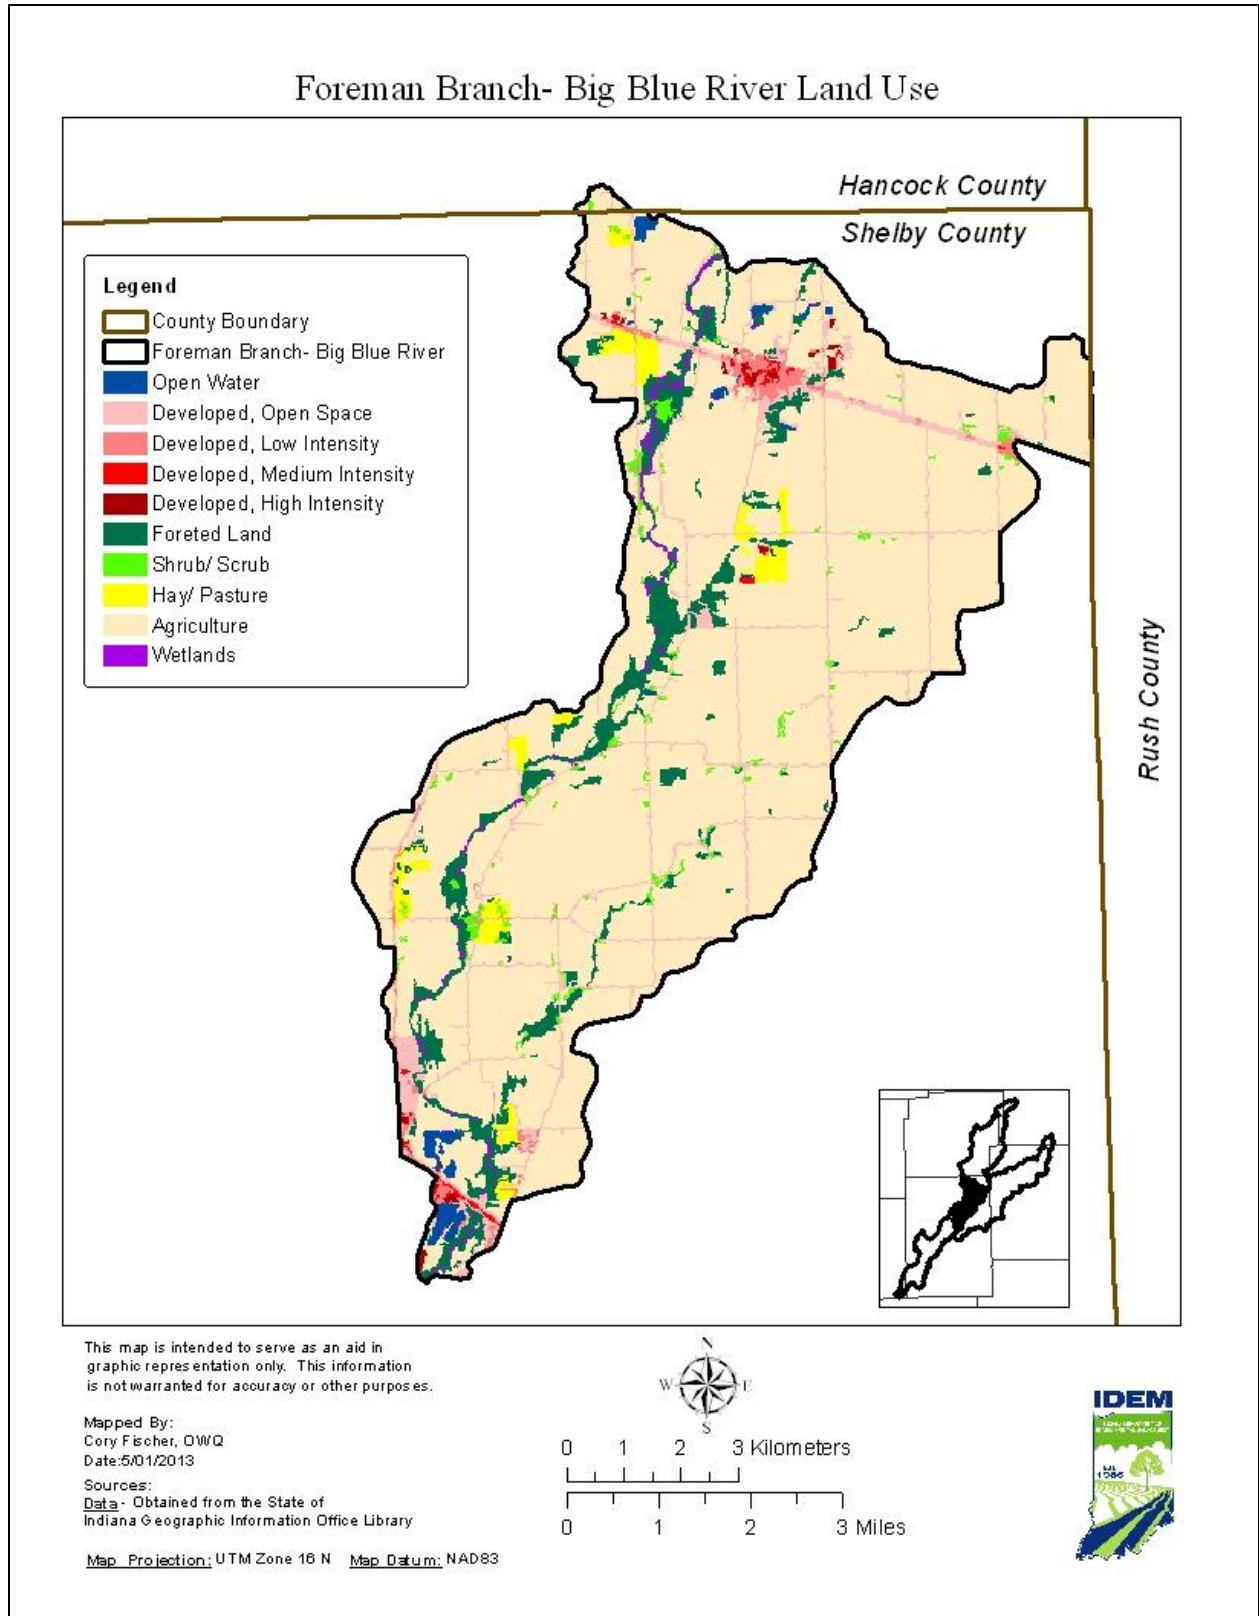 Foreman Branch- Big Blue River Land Use
Hancock County
Shelby County
Rush County
Legend
County Boundary
Foreman Branch- Big Blue River
Open Water
Developed, Open Space
Developed, Low Intensity
Developed, Medium Intensity
Developed, High Intensity
Foreted Land
Shrub/ Scrub
Hay/ Pasture
Agriculture
Wetlands
This map is intended to serve as an aid in
graphic representation only. This information
is not warranted for accuracy or other purposes.
Mapped By:
Cory Fischer, OWQ
Date:5/01/2013
Sources:
Data - Obtained from the State of
Indiana Geographic Information Office Library
Map Projection: UTM Zone 16 N Map Datum: NAD83
N
W E
S
0 1 2 3 Kilometers
0 1 2 3 Miles
IDEM
1986